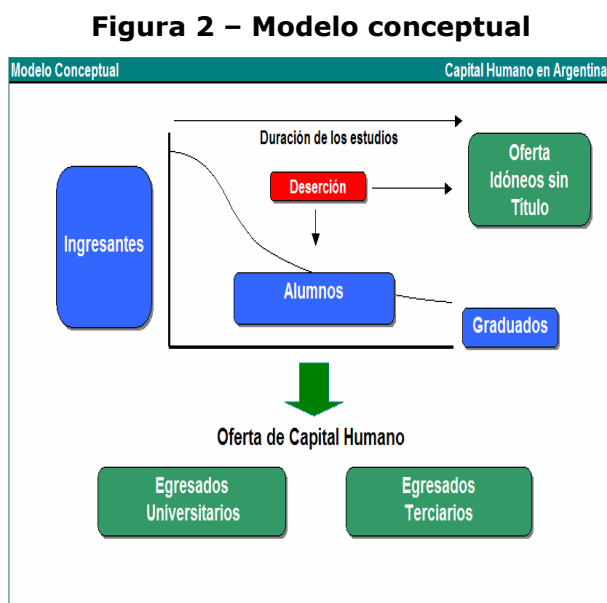 Figura 2 – Modelo conceptual
Modelo Conceptual
Capital Humano en Argentina
Duración de los estudios
Deserción
Oferta
Idóneos sin
Título
Ingresantes
Alumnos
Graduados
Oferta de Capital Humano
Egresados
Universitarios
Egresados
Terciarios